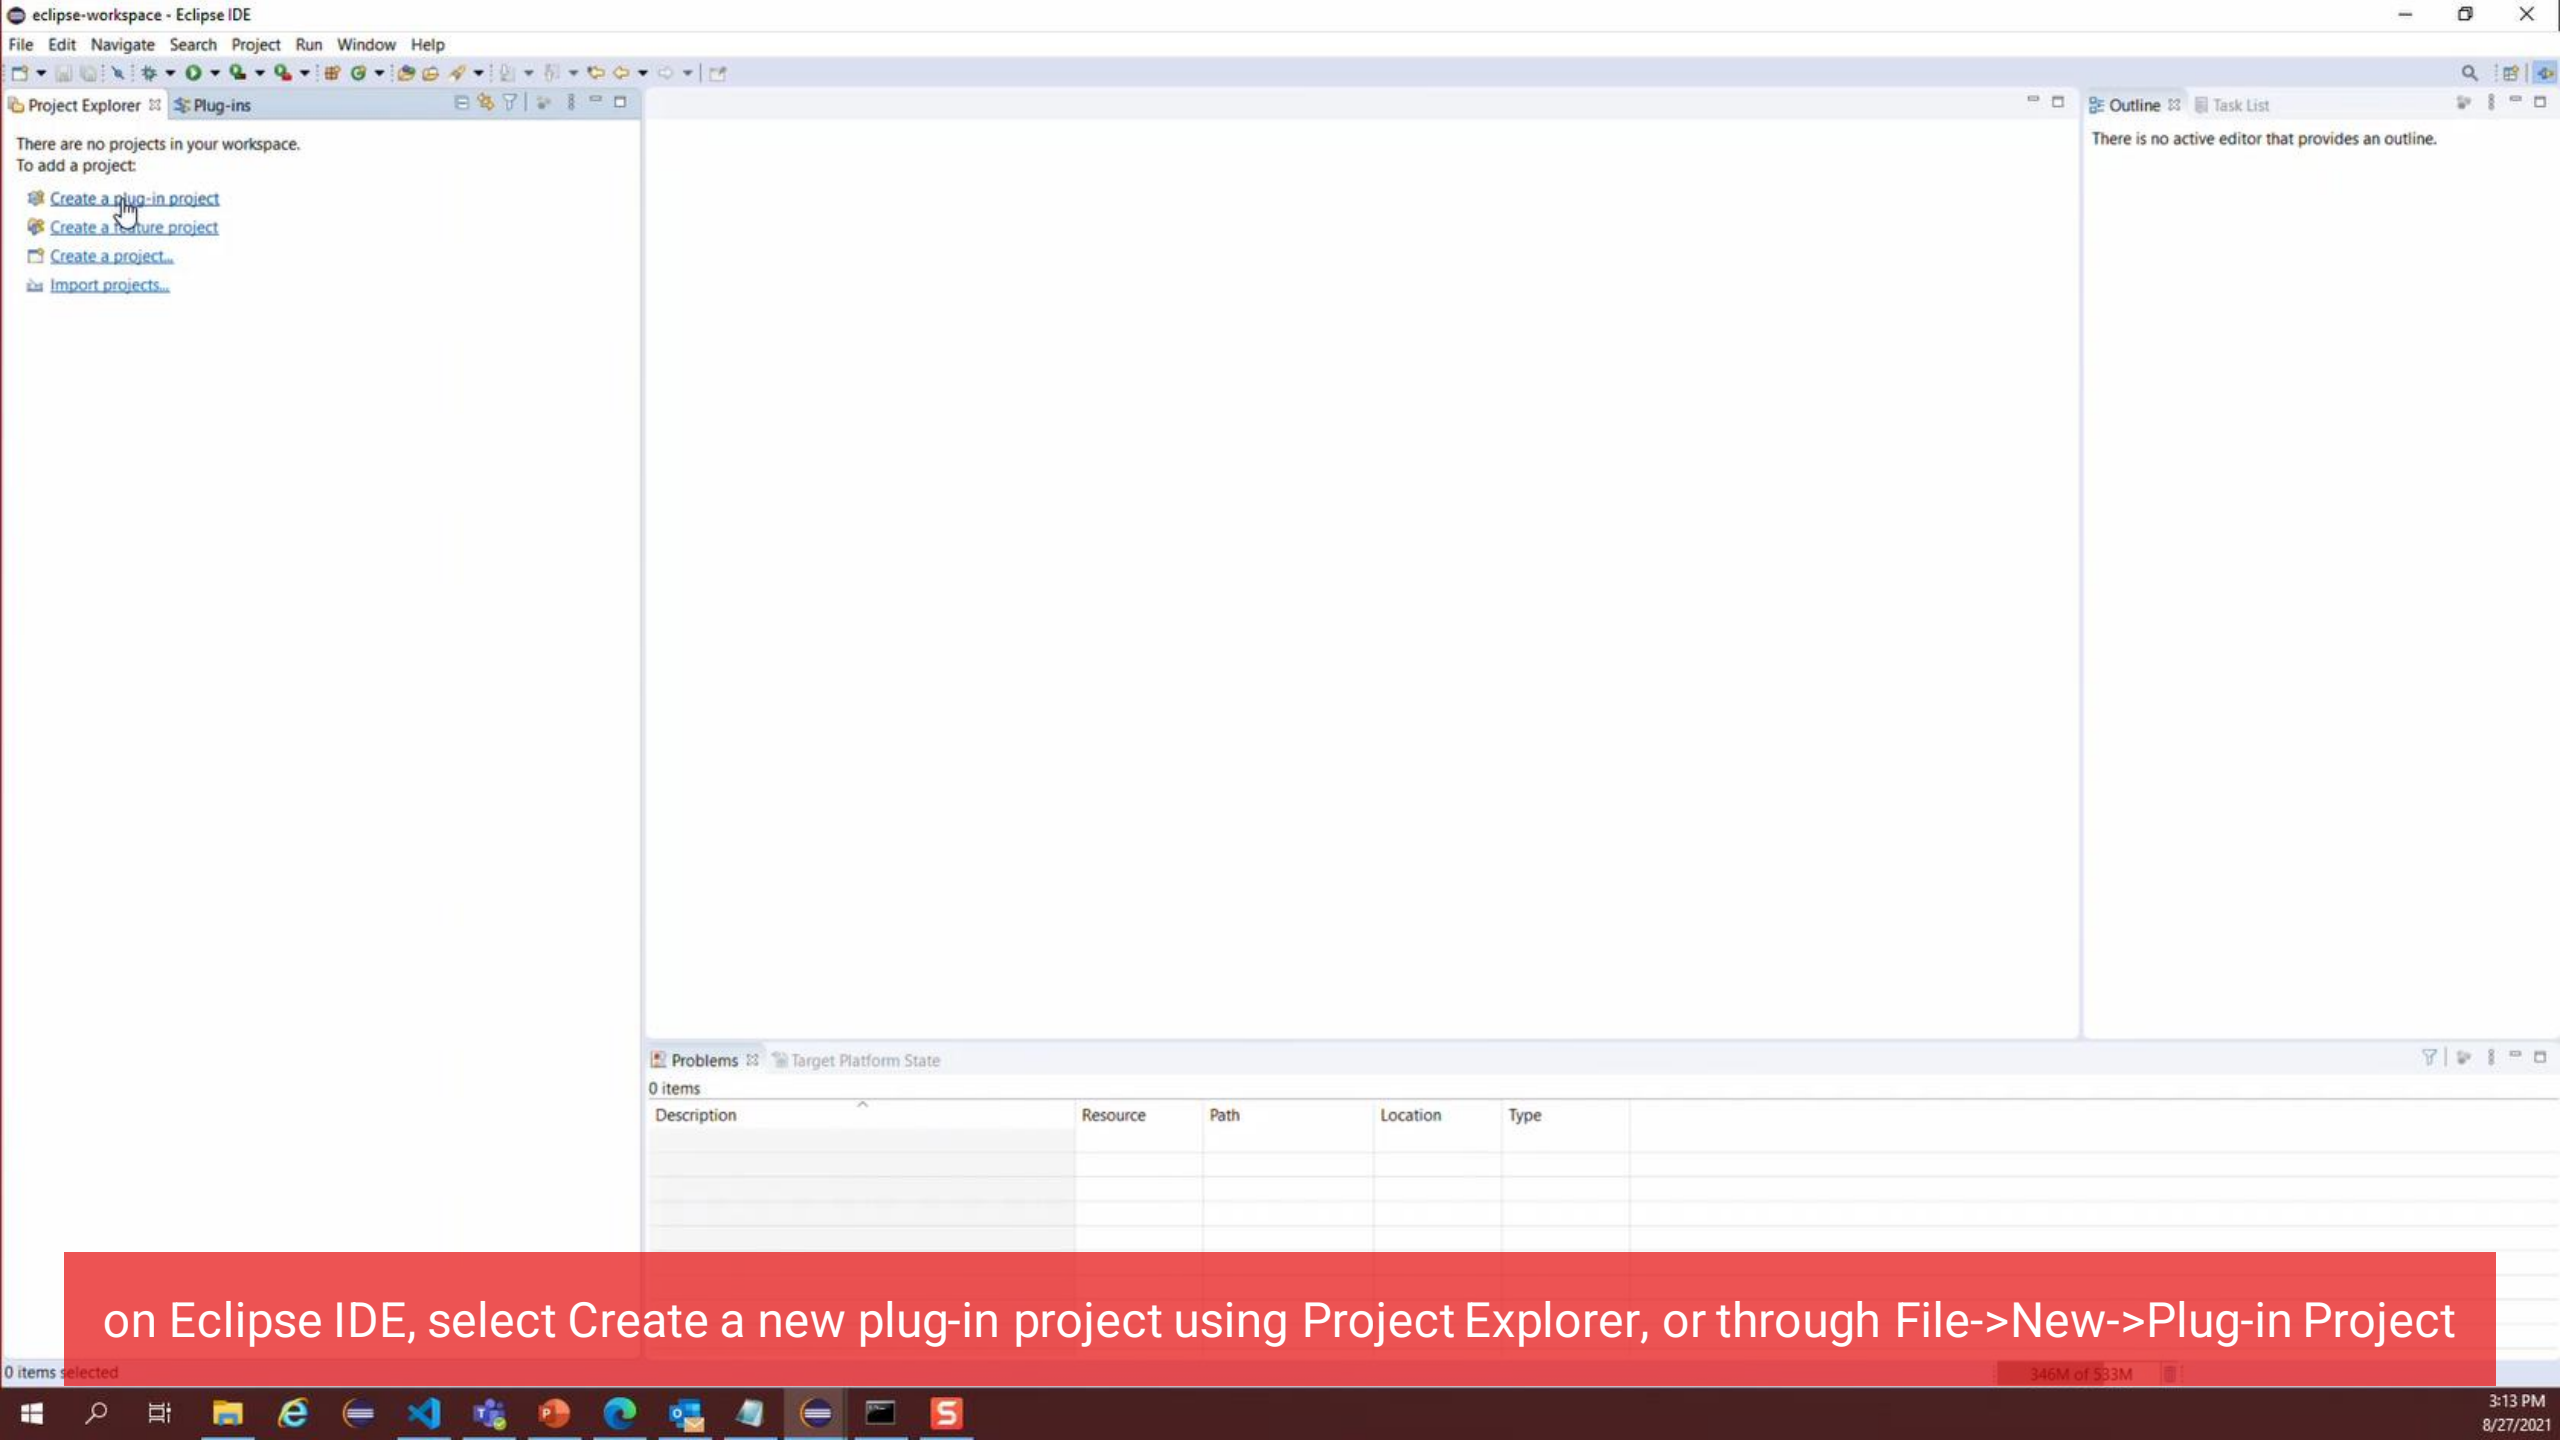 eclipse-workspace - Eclipse IDE
File Edit Navigate Search Project Run Window Help
Project Explorer Plug-ins
Outline Task List
There are no projects in your workspace.
To add a project:
Create a plug-in project
Create a feature project
Create a project...
Import projects...
There is no active editor that provides an outline.
Problems Target Platform State
0 items
Description Resource Path Location Type
on Eclipse IDE, select Create a new plug-in project using Project Explorer, or through File->New->Plug-in Project
0 items selected
346M of 533M
3:13 PM
8/27/2021